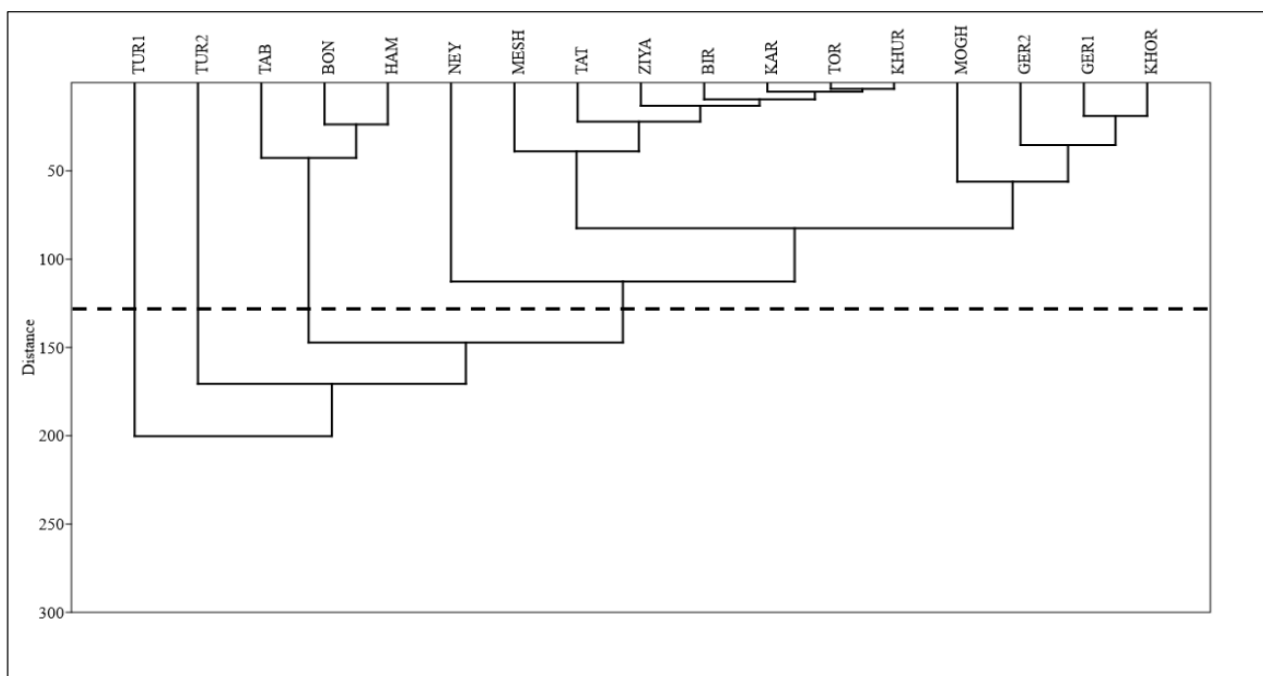 TUR1
TUR2
TAB
BON
HAM
NEY
MESH
TAT
ZIYA
BIR
KAR
TOR
KHUR
MOGH
GER2
GER1
KHOR
50
100
150
200
250
300
Distance